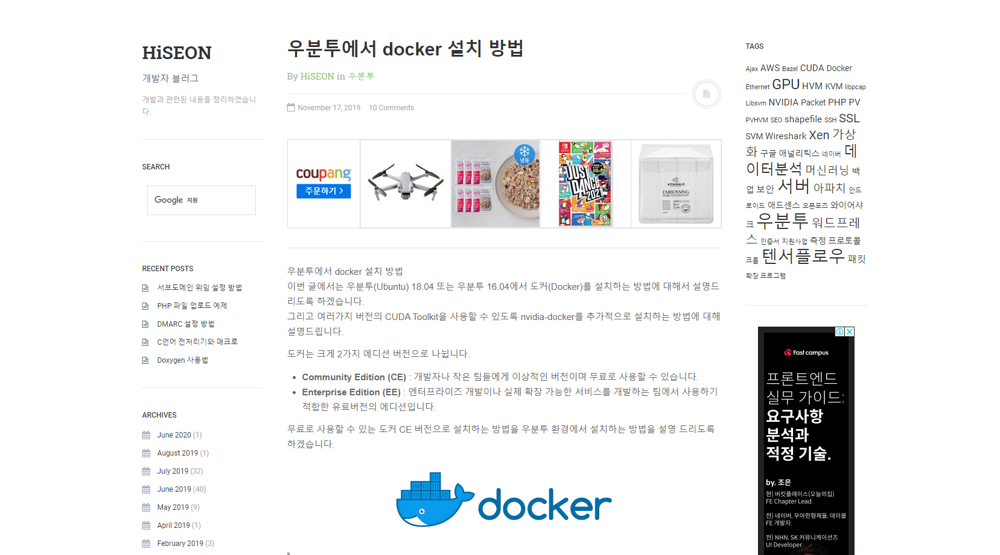 HiSEON
개발자 블러그
개발과 관련된 내용을 정리하였습니
다.
SEARCH
Google 지원
RECENT POSTS
서브도메인 위임 설정 방법
PHP 파일 업로드 예제
DMARC 설정 방법
C언어 전처리기와 매크로
Doxygen 사용법
ARCHIVES
June 2020 (1)
August 2019 (1)
July 2019 (32)
June 2019 (40)
May 2019 (9)
April 2019 (1)
February 2019 (3)
우분투에서 docker 설치 방법
By HiSEON in 우분투
November 17, 2019 10 Comments
coupang
주문하기 >
냉동
JUST
DANCE
2021
UBISOFT
VITAHALO
EMBOSSING
PURE COTTON PUFF
우분투에서 docker 설치 방법
이번 글에서는 우분투(Ubuntu) 18.04 또는 우분투 16.04에서 도커(Docker)를 설치하는 방법에 대해서 설명드
리도록 하겠습니다.
그리고 여러가지 버전의 CUDA Toolkit을 사용할 수 있도록 nvidia-docker를 추가적으로 설치하는 방법에 대해
설명드립니다.
도커는 크게 2가지 에디션 버전으로 나뉩니다.
Community Edition (CE) : 개발자나 작은 팀들에게 이상적인 버전이며 무료로 사용할 수 있습니다.
Enterprise Edition (EE) : 엔터프라이즈 개발이나 실제 확장 가능한 서비스를 개발하는 팀에서 사용하기
적합한 유료버전의 에디션입니다.
무료로 사용할 수 있는 도커 CE 버전으로 설치하는 방법을 우분투 환경에서 설치하는 방법을 설명 드리도록
하겠습니다.
docker
TAGS
Ajax AWS Bazel CUDA Docker
Ethernet GPU HVM KVM libpcap
Libsvm NVIDIA Packet PHP PV
PVHVM SEO shapefile SSH SSL
SVM Wireshark Xen 가상
화 구글 애널리틱스 네이버 데
이터분석 머신러닝 백
업 보안 서버 아파치 안드
로이드 애드센스 오픈포즈 와이어샤
크 우분투 워드프레
스 인증서 지원사업 측정 프로토콜
크롬 텐서플로우 패킷
확장 프로그램
Fast campus
프론트엔드
실무 가이드:
요구사항
분석과
적정 기술.
by. 조은
현) 버킷플레이스(오늘의집)
FE Chapter Lead.
전) 네이버, 우아한형제들, 데이블
FE 개발자.
전) NHN, SK 커뮤니케이션즈
UI Developer.